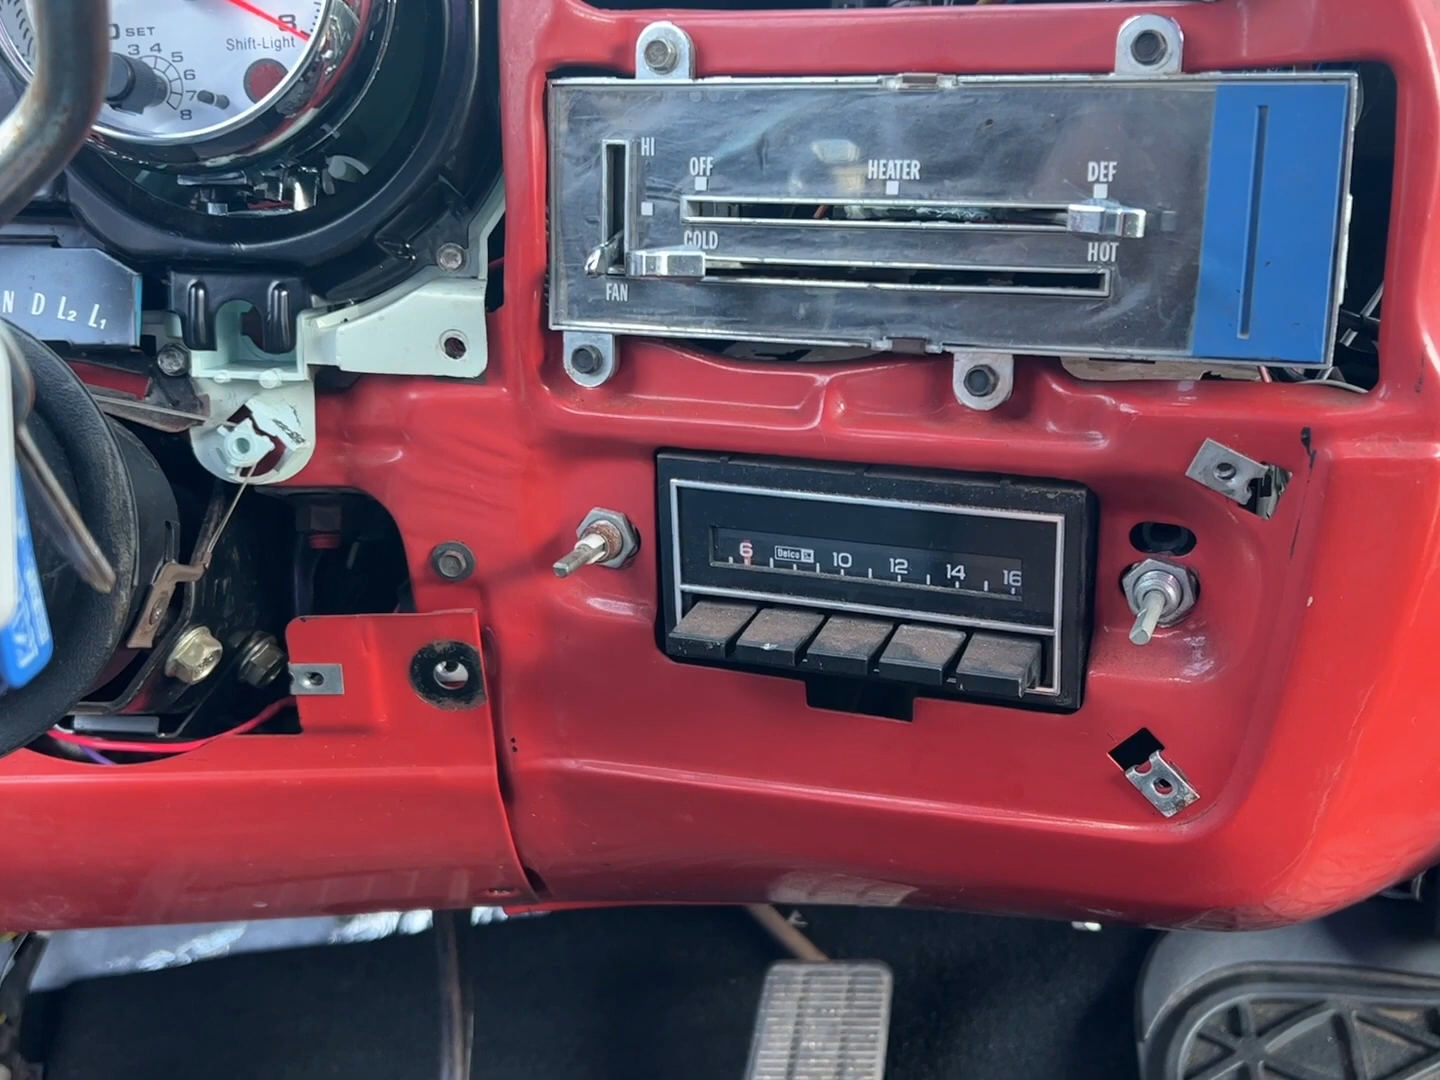 SET
3 4 5 6 7 8
8
Shift-Light
N D L2 L1
HI
OFF HEATER DEF
COLD HOT
FAN
6 Delco 10 12 14 16